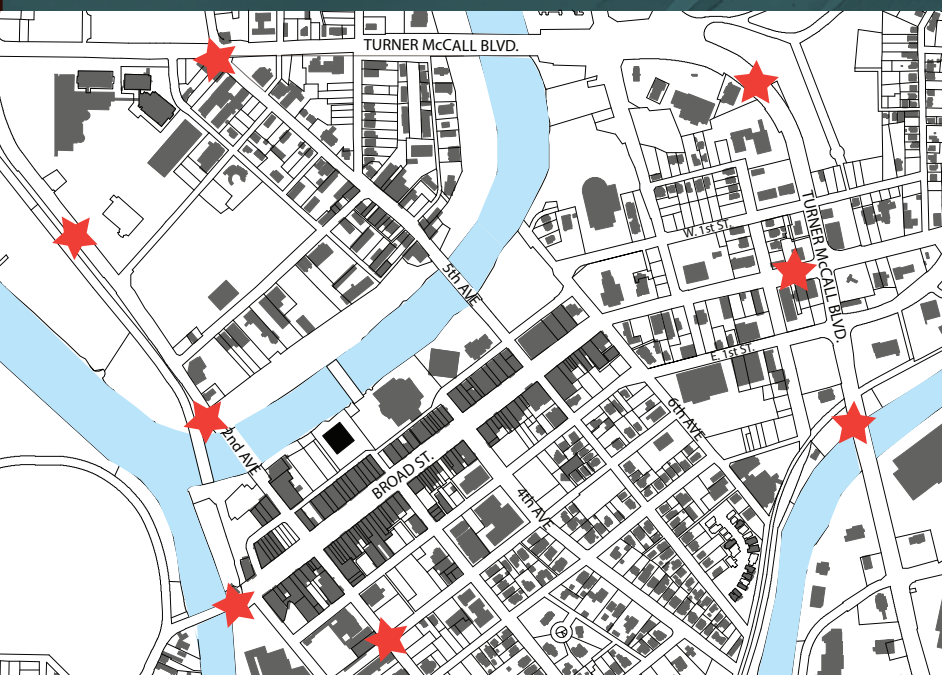 TURNER McCALL BLVD.
W. 1st ST.
TURNER McCALL BLVD.
5th AVE
E. 1st ST.
6th AVE
2nd AVE
BROAD ST.
4th AVE